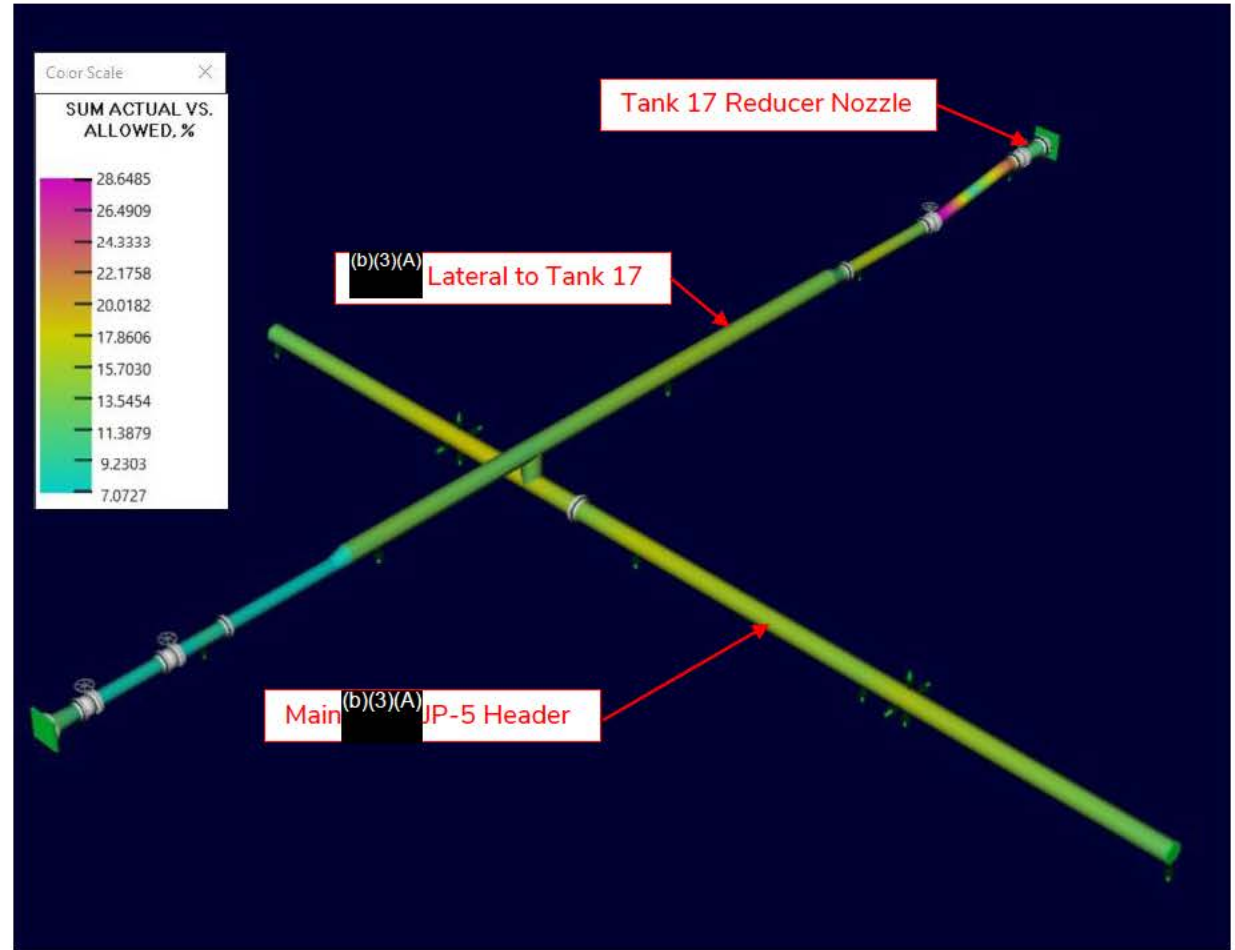 Color Scale
SUM ACTUAL VS.
ALLOWED, %
28.6485
26.4909
24.3333
22.1758
20.0182
17.8606
15.7030
13.5454
11.3879
9.2303
7.0727
Tank 17 Reducer Nozzle
(b)(3)(A) Lateral to Tank 17
Main (b)(3)(A) JP-5 Header